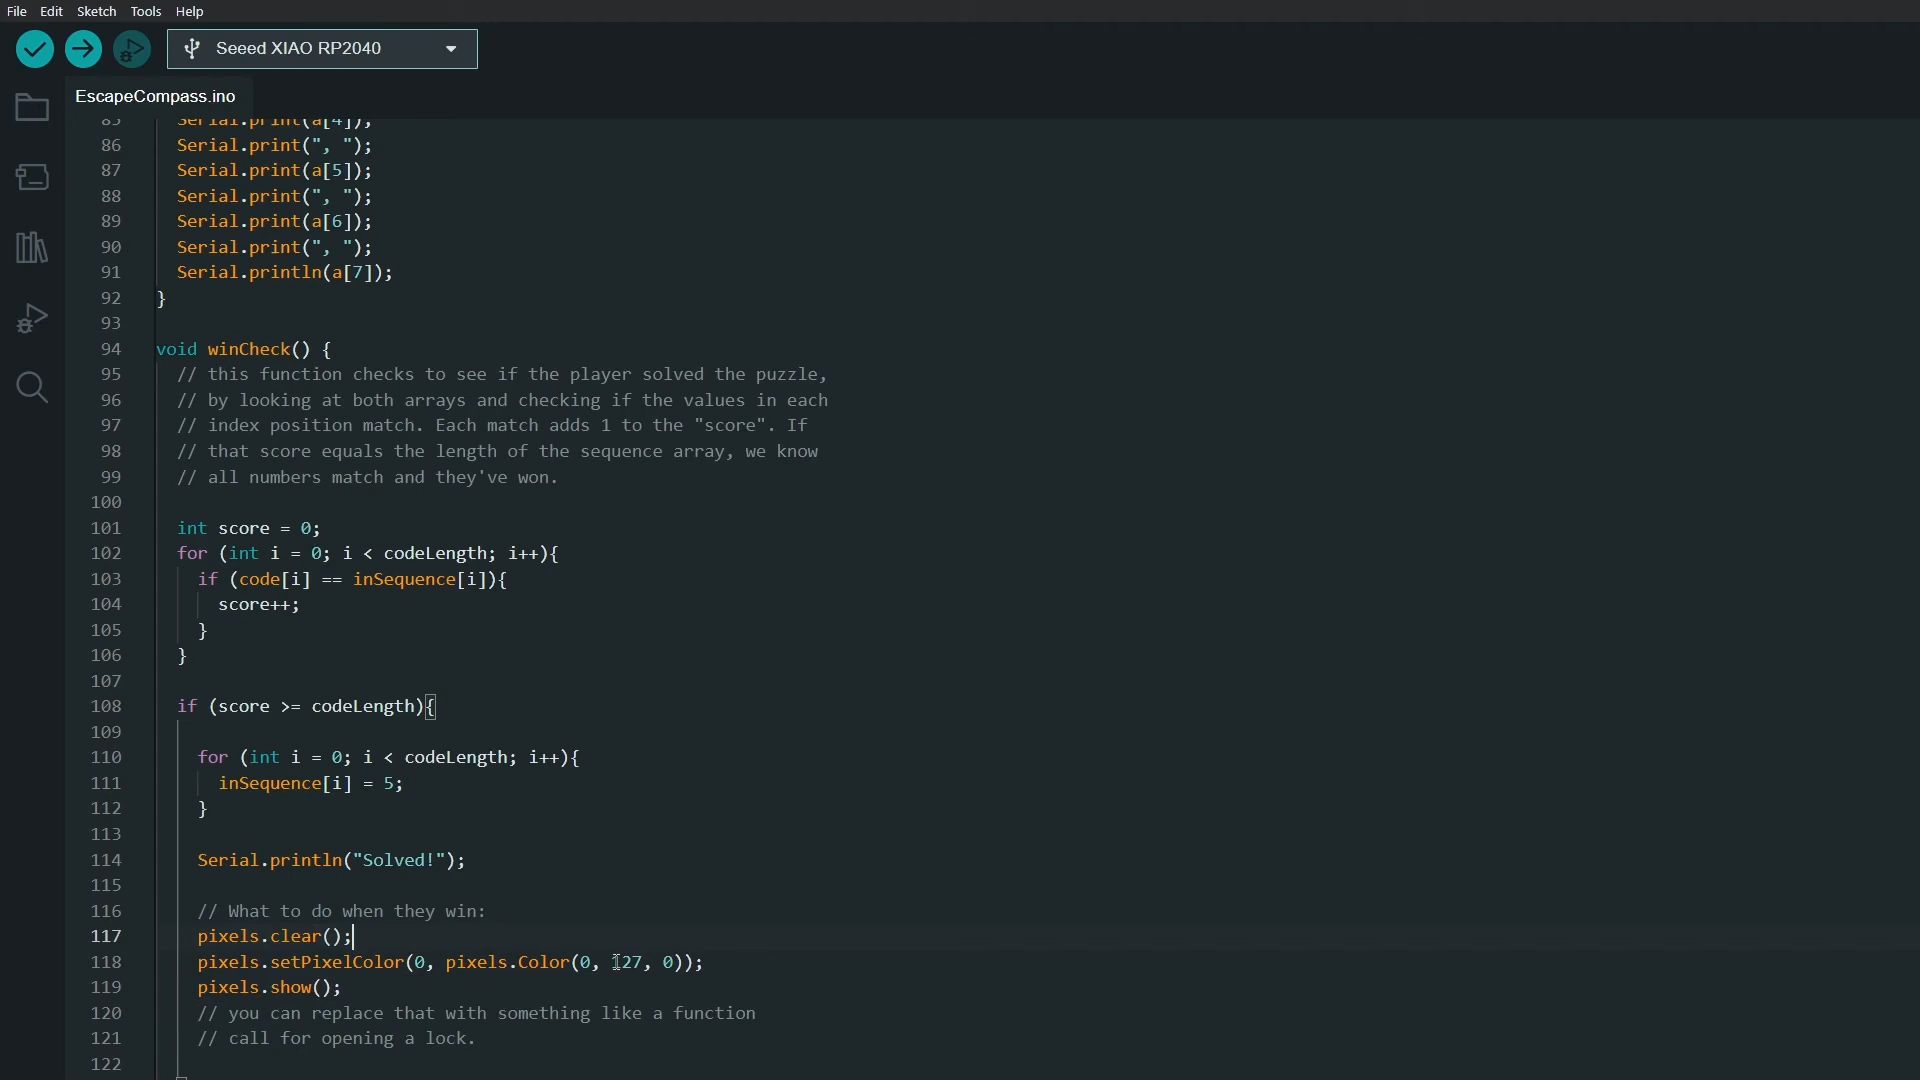 File Edit Sketch Tools Help
Seeed XIAO RP2040
EscapeCompass.ino
85 Serial.print(a[4]);
86 Serial.print(", ");
87 Serial.print(a[5]);
88 Serial.print(", ");
89 Serial.print(a[6]);
90 Serial.print(", ");
91 Serial.println(a[7]);
92 }
93
94 void winCheck() {
95 // this function checks to see if the player solved the puzzle,
96 // by looking at both arrays and checking if the values in each
97 // index position match. Each match adds 1 to the "score". If
98 // that score equals the length of the sequence array, we know
99 // all numbers match and they've won.
100
101 int score = 0;
102 for (int i = 0; i < codeLength; i++){
103 if (code[i] == inSequence[i]){
104 score++;
105 }
106 }
107
108 if (score >= codeLength){
109
110 for (int i = 0; i < codeLength; i++){
111 inSequence[i] = 5;
112 }
113
114 Serial.println("Solved!");
115
116 // What to do when they win:
117 pixels.clear();
118 pixels.setPixelColor(0, pixels.Color(0, 127, 0));
119 pixels.show();
120 // you can replace that with something like a function
121 // call for opening a lock.
122